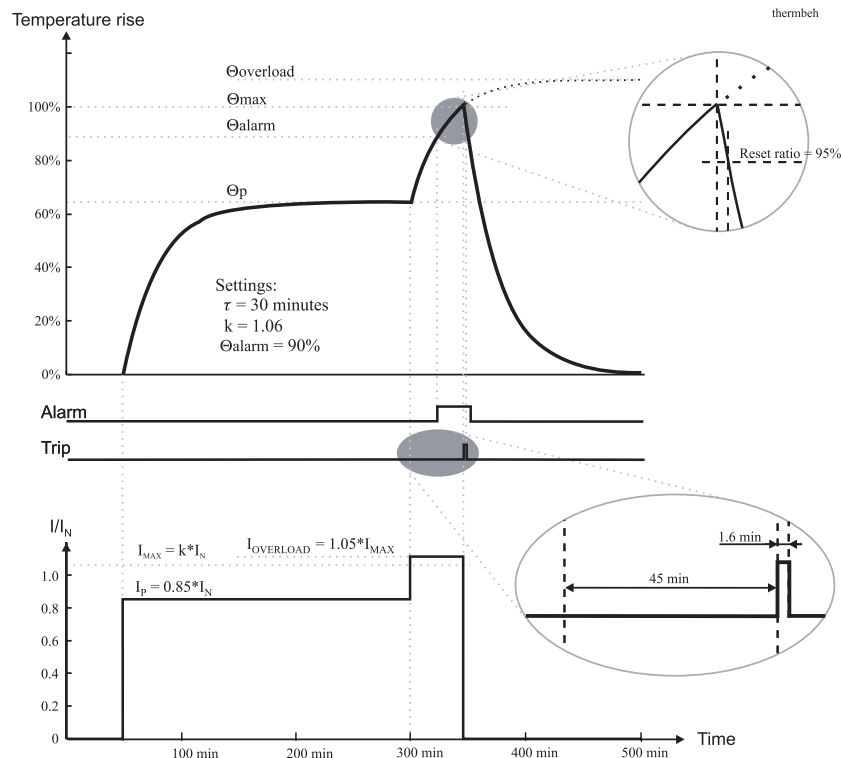 Temperature rise
thermbeh
Θoverload
Θmax
Θalarm
Θp
100%
80%
60%
40%
20%
0%
Reset ratio = 95%
Settings:
τ = 30 minutes
k = 1.06
Θalarm = 90%
Alarm
Trip
I/IN
IMAX = k*IN
IOVERLOAD = 1.05*IMAX
IP = 0.85*IN
1.0
0.8
0.6
0.4
0.2
0
1.6 min
45 min
100 min
200 min
300 min
400 min
500 min
Time